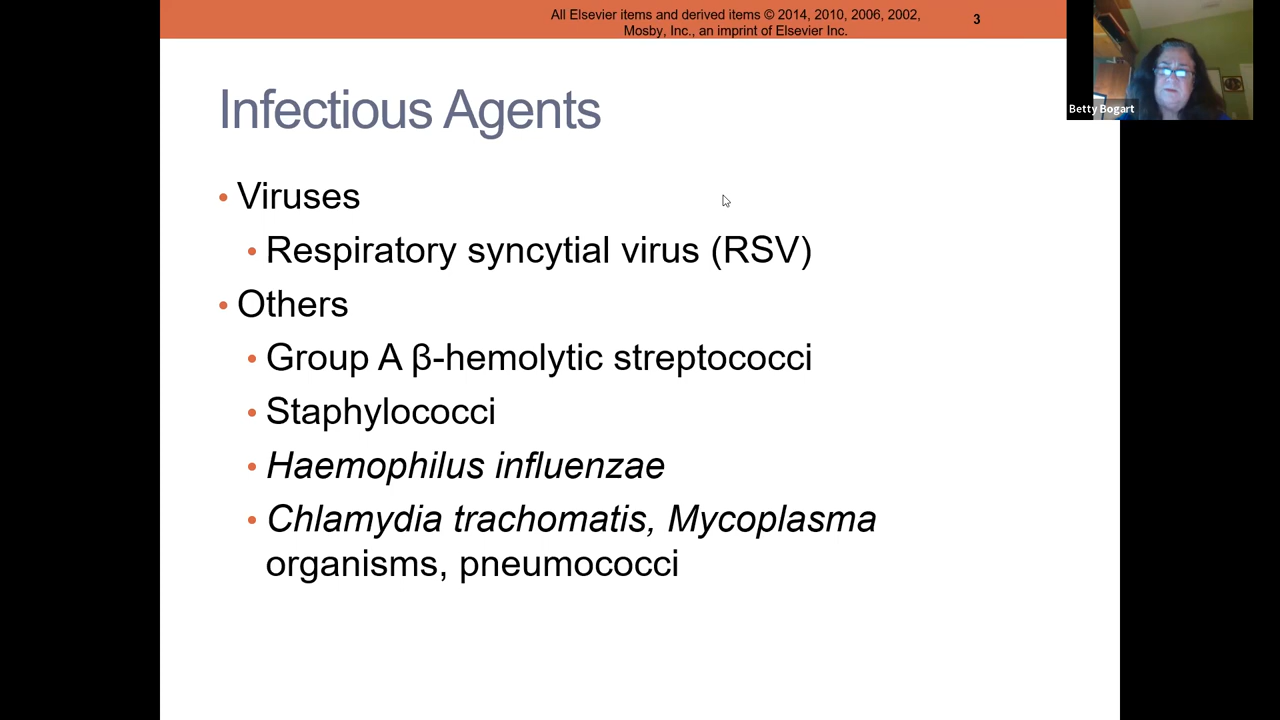 All Elsevier items and derived items © 2014, 2010, 2006, 2002,
Mosby, Inc., an imprint of Elsevier Inc.
3
Betty Bogart
Infectious Agents
• Viruses
• Respiratory syncytial virus (RSV)
• Others
• Group A β-hemolytic streptococci
• Staphylococci
• Haemophilus influenzae
• Chlamydia trachomatis, Mycoplasma
organisms, pneumococci